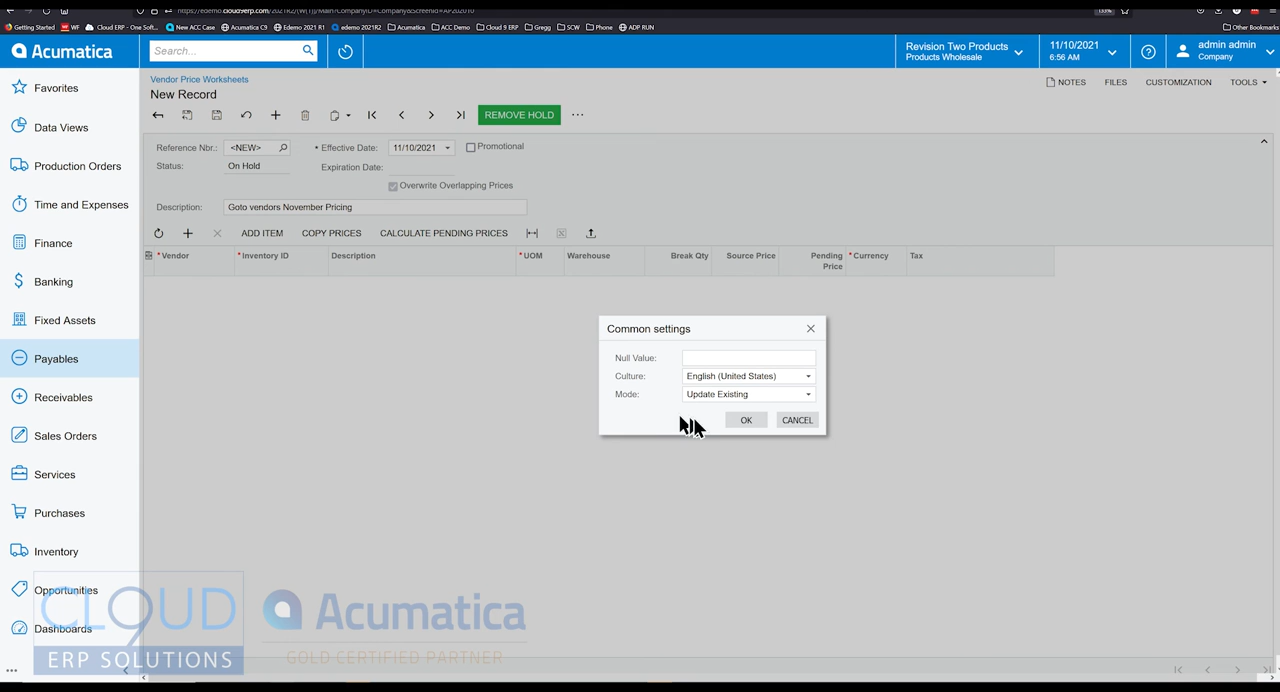 Getting Started
WF
Cloud ERP - One Soft...
New ACC Case
Acumatica C9
Edemo 2021 R1
edemo 2021R2
Acumatica
ACC Demo
Cloud 9 ERP
Gregg
SCW
Phone
ADP RUN
Other Bookmarks
Acumatica
Search...
Revision Two Products
Products Wholesale
11/10/2021
6:56 AM
admin admin
Company
Favorites
Data Views
Production Orders
Time and Expenses
Finance
Banking
Fixed Assets
Payables
Receivables
Sales Orders
Services
Purchases
Inventory
Opportunities
Dashboards
Vendor Price Worksheets
New Record
NOTES
FILES
CUSTOMIZATION
TOOLS
REMOVE HOLD
Reference Nbr.: <NEW>
* Effective Date: 11/10/2021
Promotional
Status: On Hold
Expiration Date:
Overwrite Overlapping Prices
Description: Goto vendors November Pricing
ADD ITEM
COPY PRICES
CALCULATE PENDING PRICES
* Vendor
* Inventory ID
Description
* UOM
Warehouse
Break Qty
Source Price
Pending
Price
* Currency
Tax
Common settings
Null Value:
Culture: English (United States)
Mode: Update Existing
OK
CANCEL
CLOUD
ERP SOLUTIONS
Acumatica
GOLD CERTIFIED PARTNER